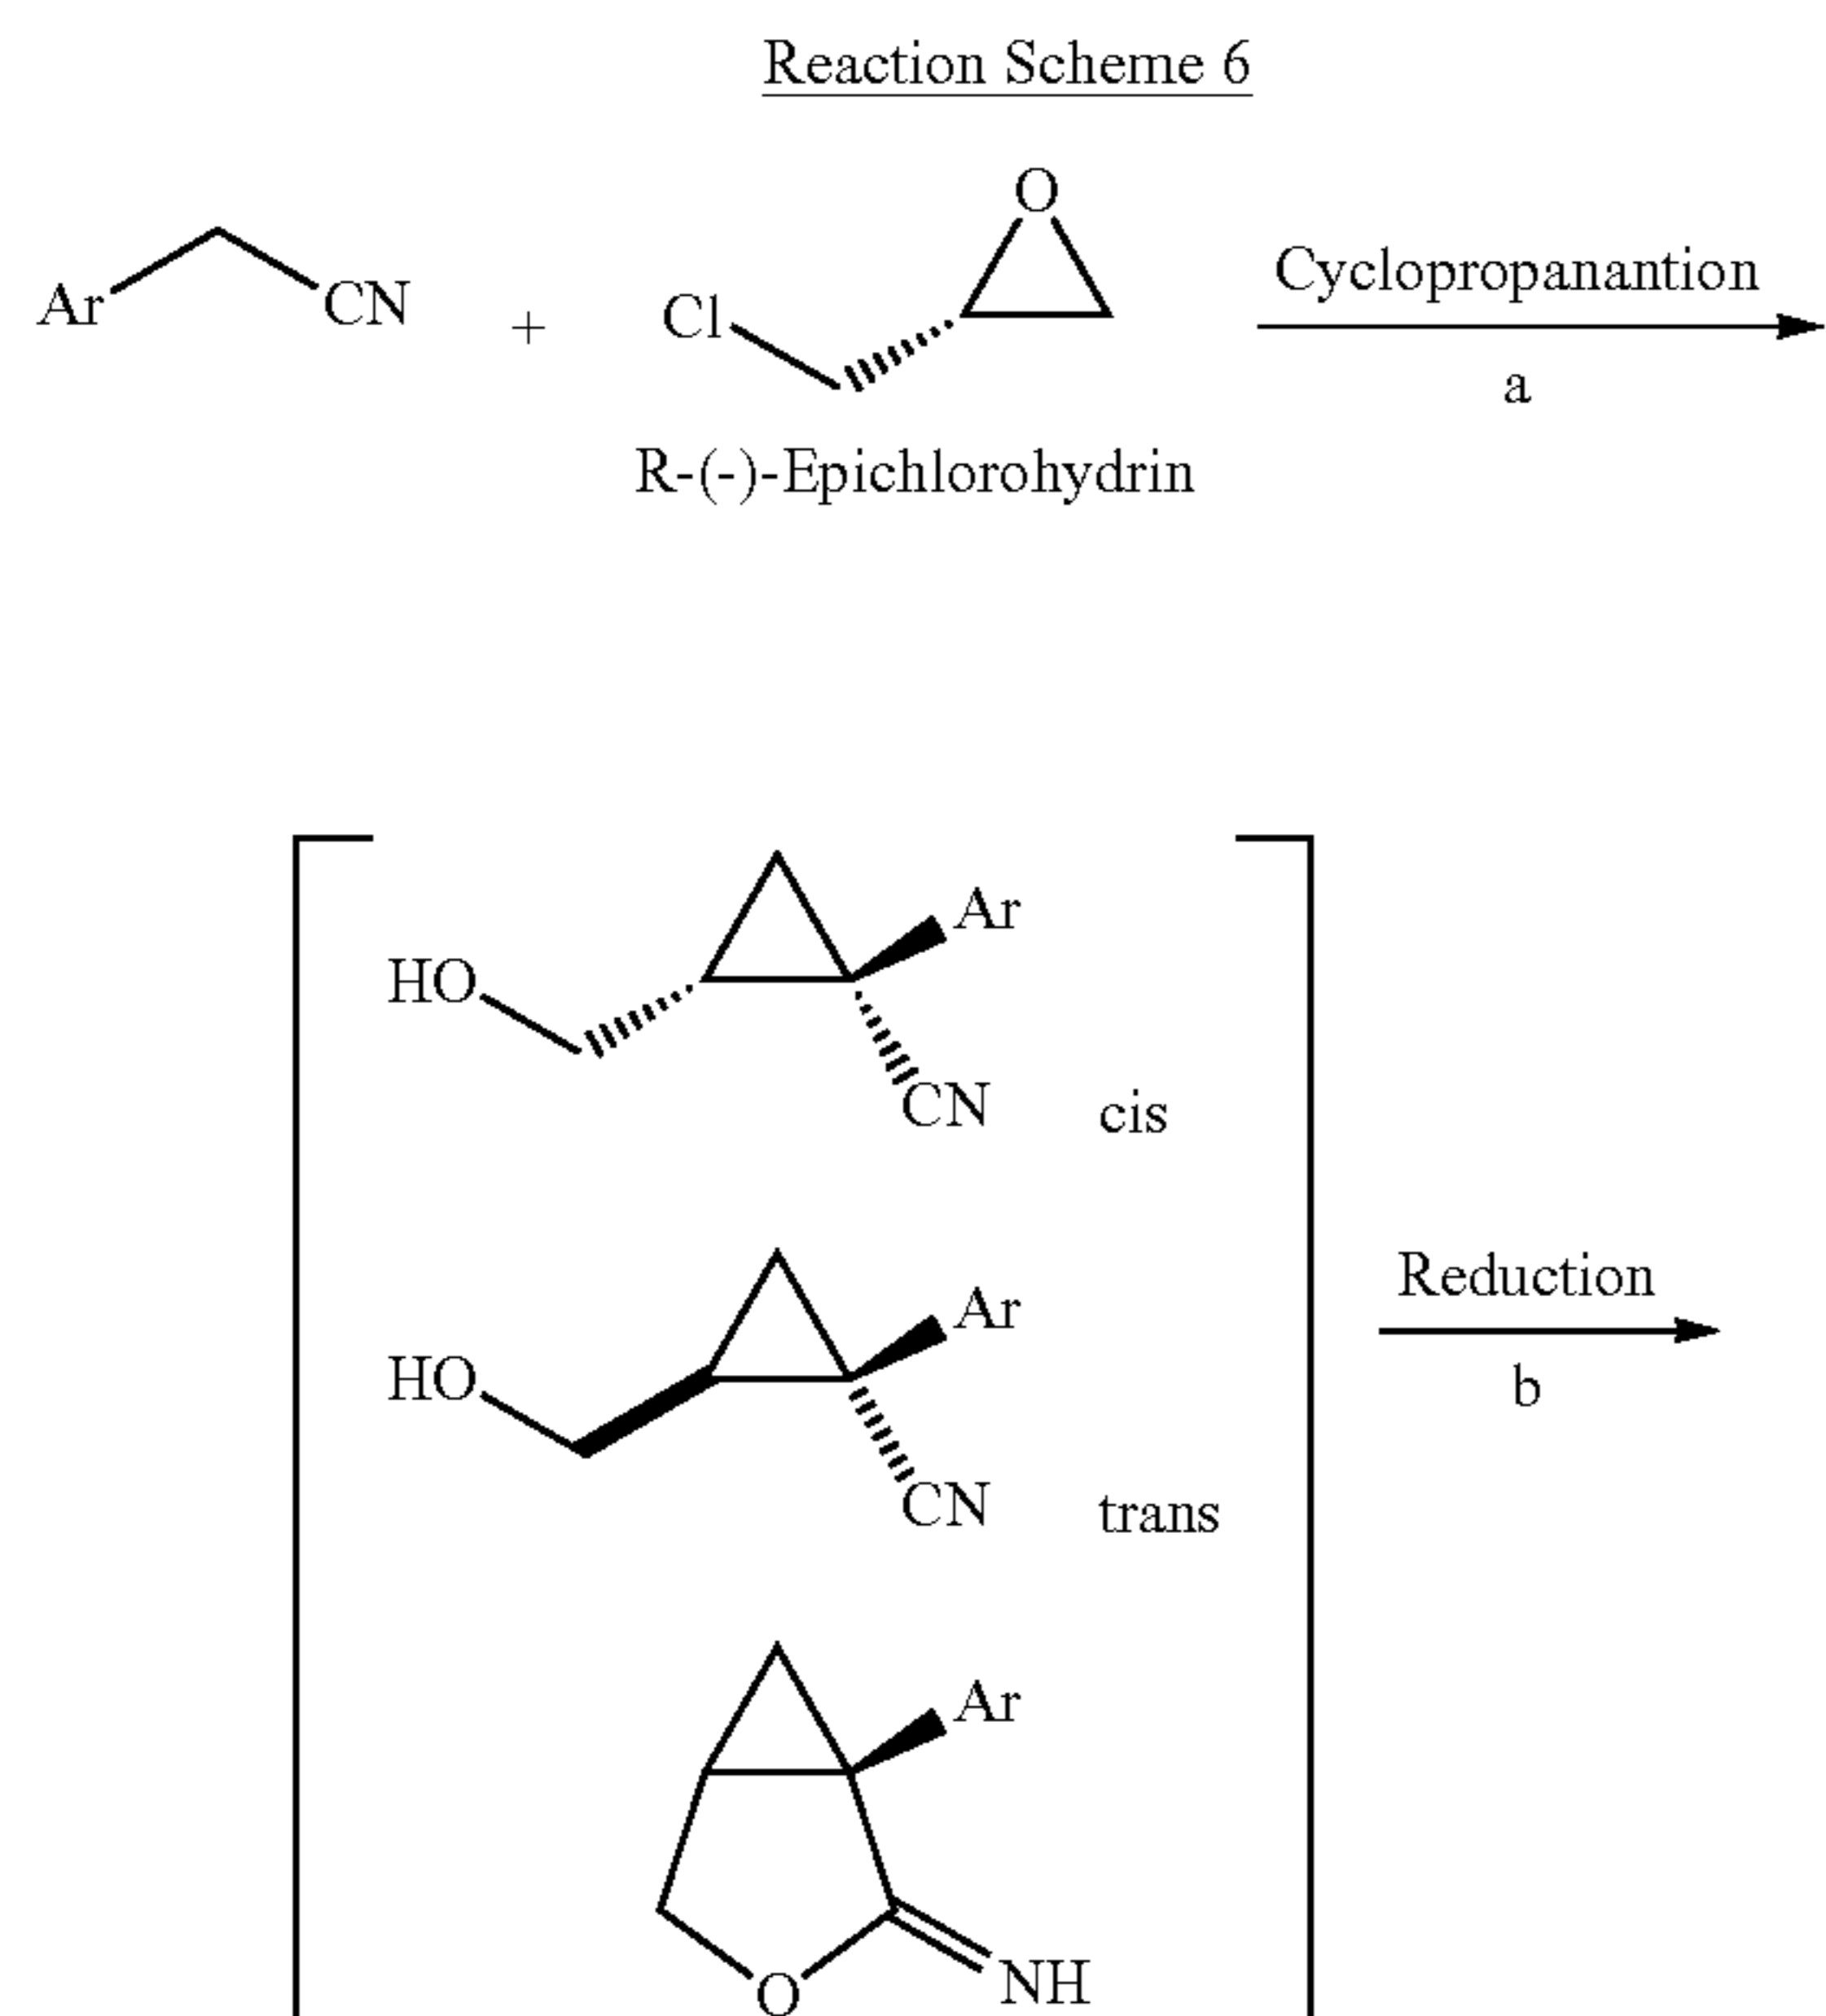 Reaction Scheme 6
O
Ar
CN
+
Cl
Cyclopropanantion
a
R-(-)-Epichlorohydrin
Ar
HO
CN
cis
Ar
HO
CN
trans
Reduction
b
Ar
O
NH